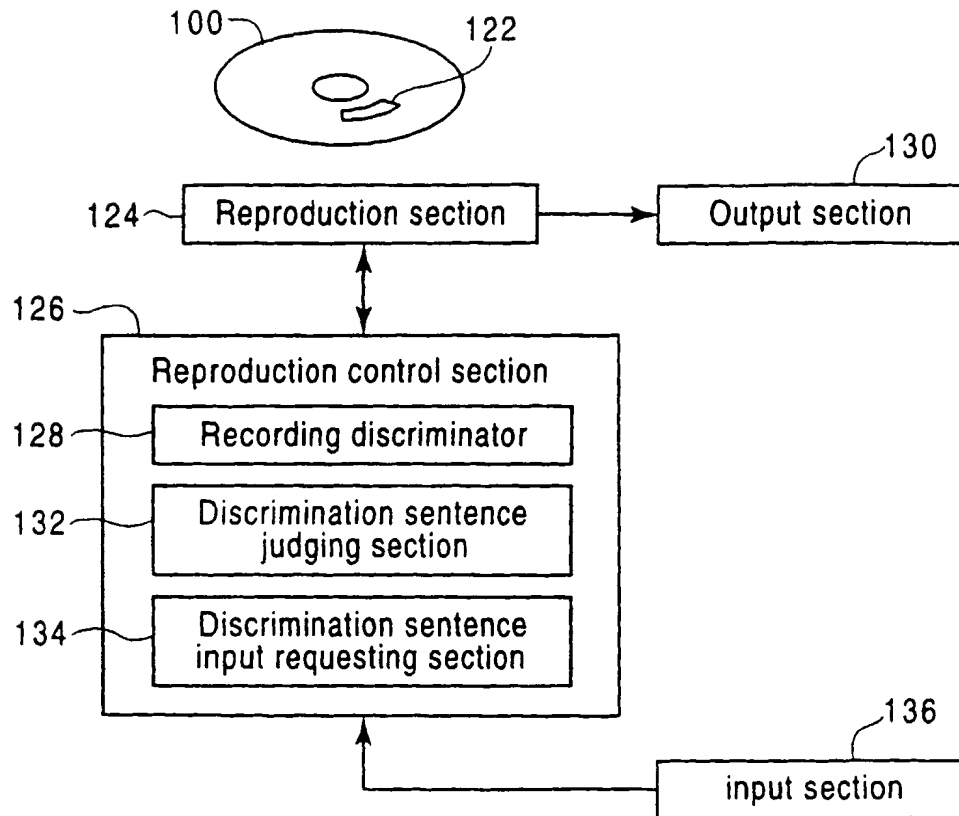 100
122
130
124
Reproduction section
Output section
126
Reproduction control section
128
Recording discriminator
132
Discrimination sentence
judging section
134
Discrimination sentence
input requesting section
136
input section